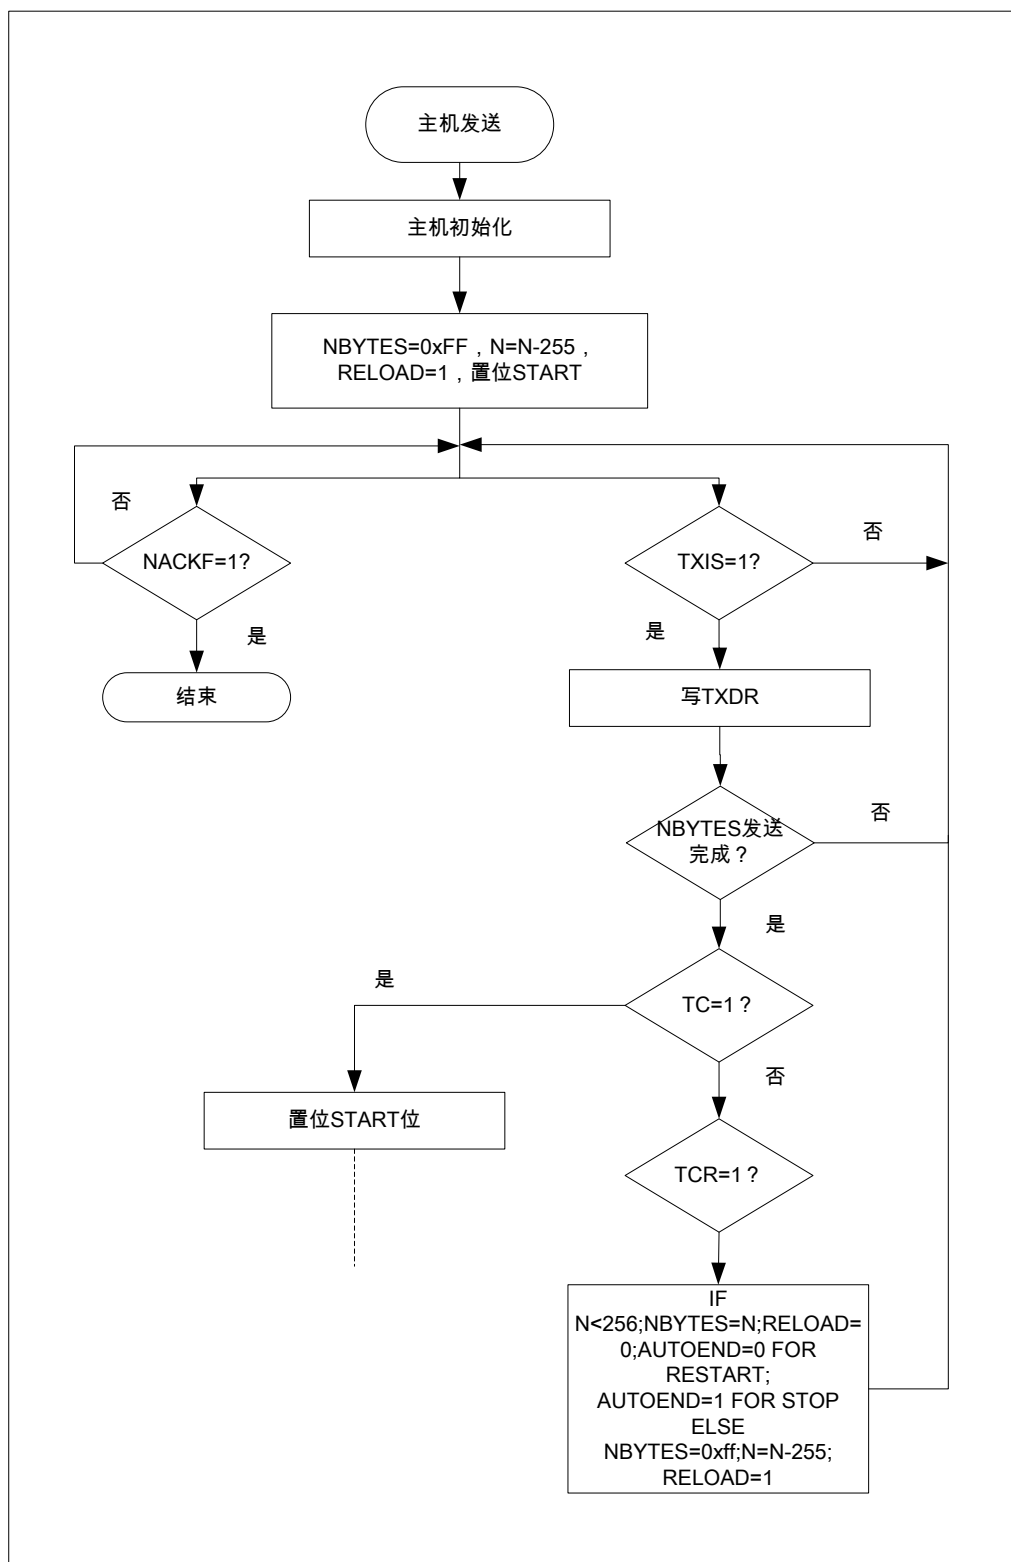 主机发送
主机初始化
NBYTES=0xFF，N=N-255，
RELOAD=1，置位START
否
NACKF=1?
是
结束
TXIS=1?
否
是
写TXDR
NBYTES发送
完成？
否
是
TC=1？
是
否
置位START位
TCR=1？
IF
N<256;NBYTES=N;RELOAD=
0;AUTOEND=0 FOR
RESTART;
AUTOEND=1 FOR STOP
ELSE
NBYTES=0xff;N=N-255;
RELOAD=1